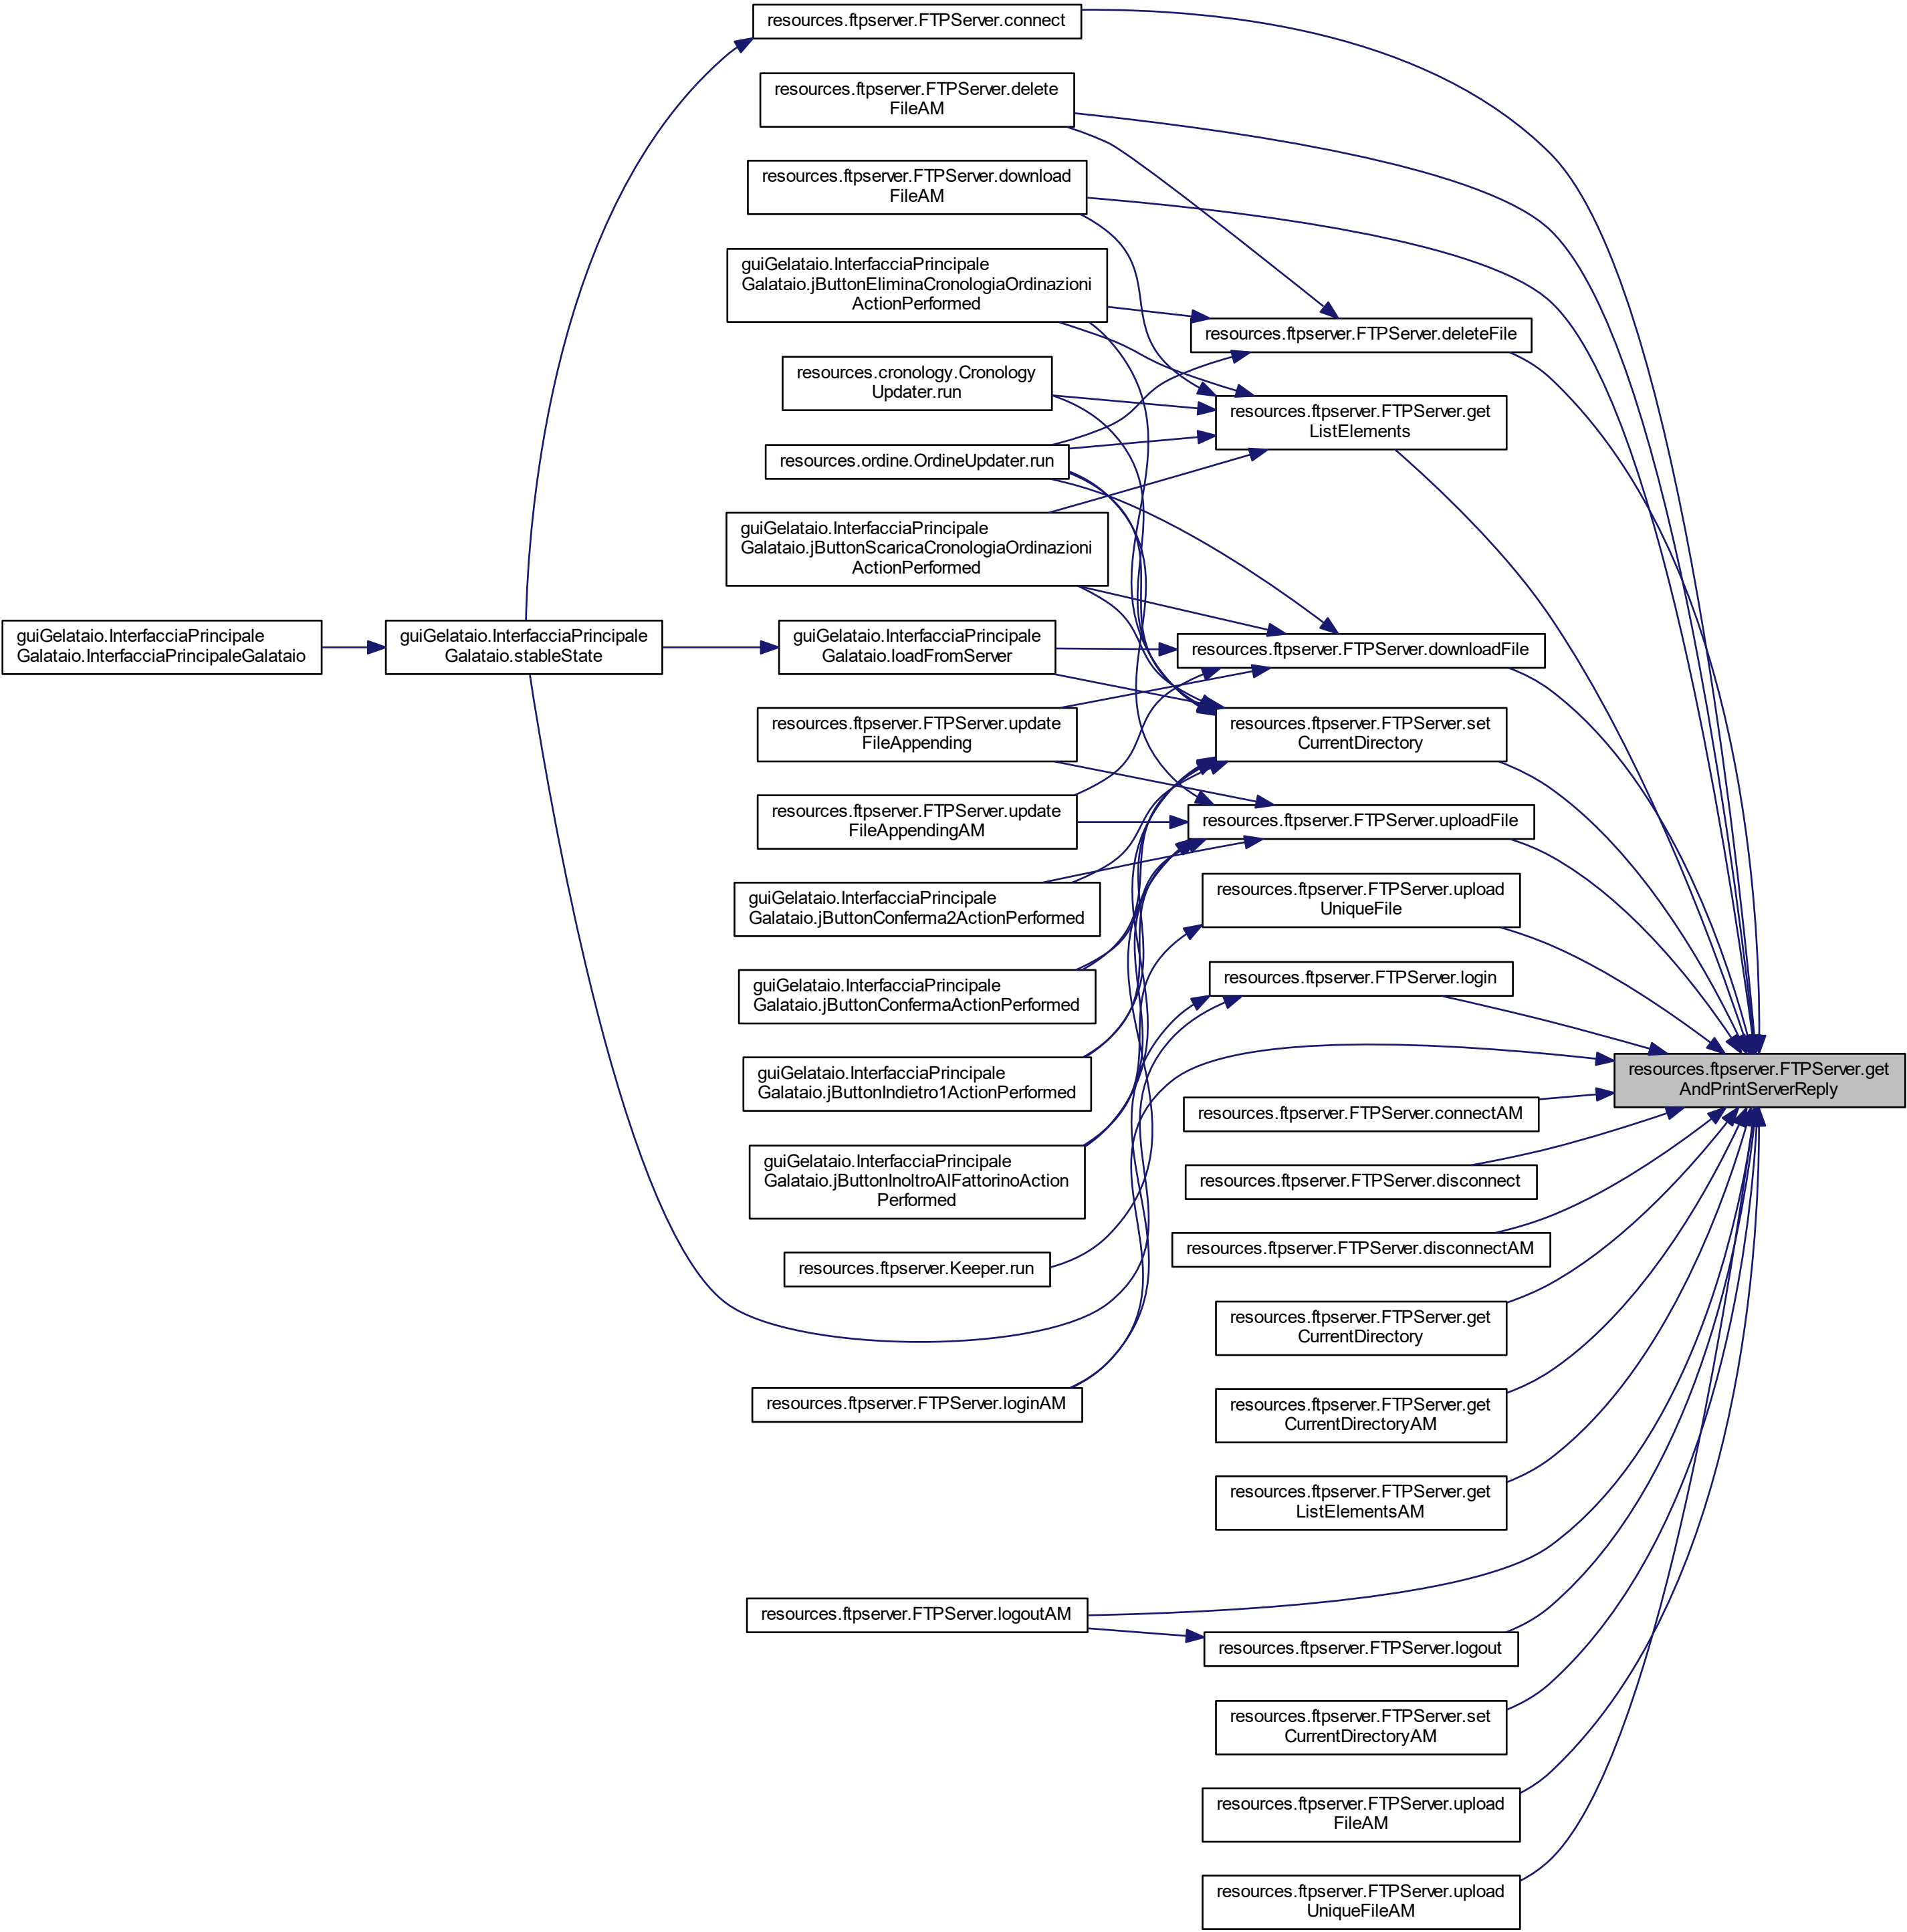 resources.ftpserver.FTPServer.connect
resources.ftpserver.FTPServer.delete
FileAM
resources.ftpserver.FTPServer.download
FileAM
guiGelataio.InterfacciaPrincipale
Galataio.jButtonEliminaCronologiaOrdinazioni
ActionPerformed
resources.ftpserver.FTPServer.deleteFile
resources.cronology.Cronology
Updater.run
resources.ftpserver.FTPServer.get
ListElements
resources.ordine.OrdineUpdater.run
guiGelataio.InterfacciaPrincipale
Galataio.jButtonScaricaCronologiaOrdinazioni
ActionPerformed
guiGelataio.InterfacciaPrincipale
Galataio.InterfacciaPrincipaleGalataio
guiGelataio.InterfacciaPrincipale
Galataio.stableState
guiGelataio.InterfacciaPrincipale
Galataio.loadFromServer
resources.ftpserver.FTPServer.downloadFile
resources.ftpserver.FTPServer.update
FileAppending
resources.ftpserver.FTPServer.set
CurrentDirectory
resources.ftpserver.FTPServer.update
FileAppendingAM
resources.ftpserver.FTPServer.uploadFile
guiGelataio.InterfacciaPrincipale
Galataio.jButtonConferma2ActionPerformed
resources.ftpserver.FTPServer.upload
UniqueFile
guiGelataio.InterfacciaPrincipale
Galataio.jButtonConfermaActionPerformed
resources.ftpserver.FTPServer.login
guiGelataio.InterfacciaPrincipale
Galataio.jButtonIndietro1ActionPerformed
resources.ftpserver.FTPServer.get
AndPrintServerReply
resources.ftpserver.FTPServer.connectAM
guiGelataio.InterfacciaPrincipale
Galataio.jButtonInoltroAlFattorinoAction
Performed
resources.ftpserver.FTPServer.disconnect
resources.ftpserver.Keeper.run
resources.ftpserver.FTPServer.disconnectAM
resources.ftpserver.FTPServer.get
CurrentDirectory
resources.ftpserver.FTPServer.loginAM
resources.ftpserver.FTPServer.get
CurrentDirectoryAM
resources.ftpserver.FTPServer.get
ListElementsAM
resources.ftpserver.FTPServer.logoutAM
resources.ftpserver.FTPServer.logout
resources.ftpserver.FTPServer.set
CurrentDirectoryAM
resources.ftpserver.FTPServer.upload
FileAM
resources.ftpserver.FTPServer.upload
UniqueFileAM